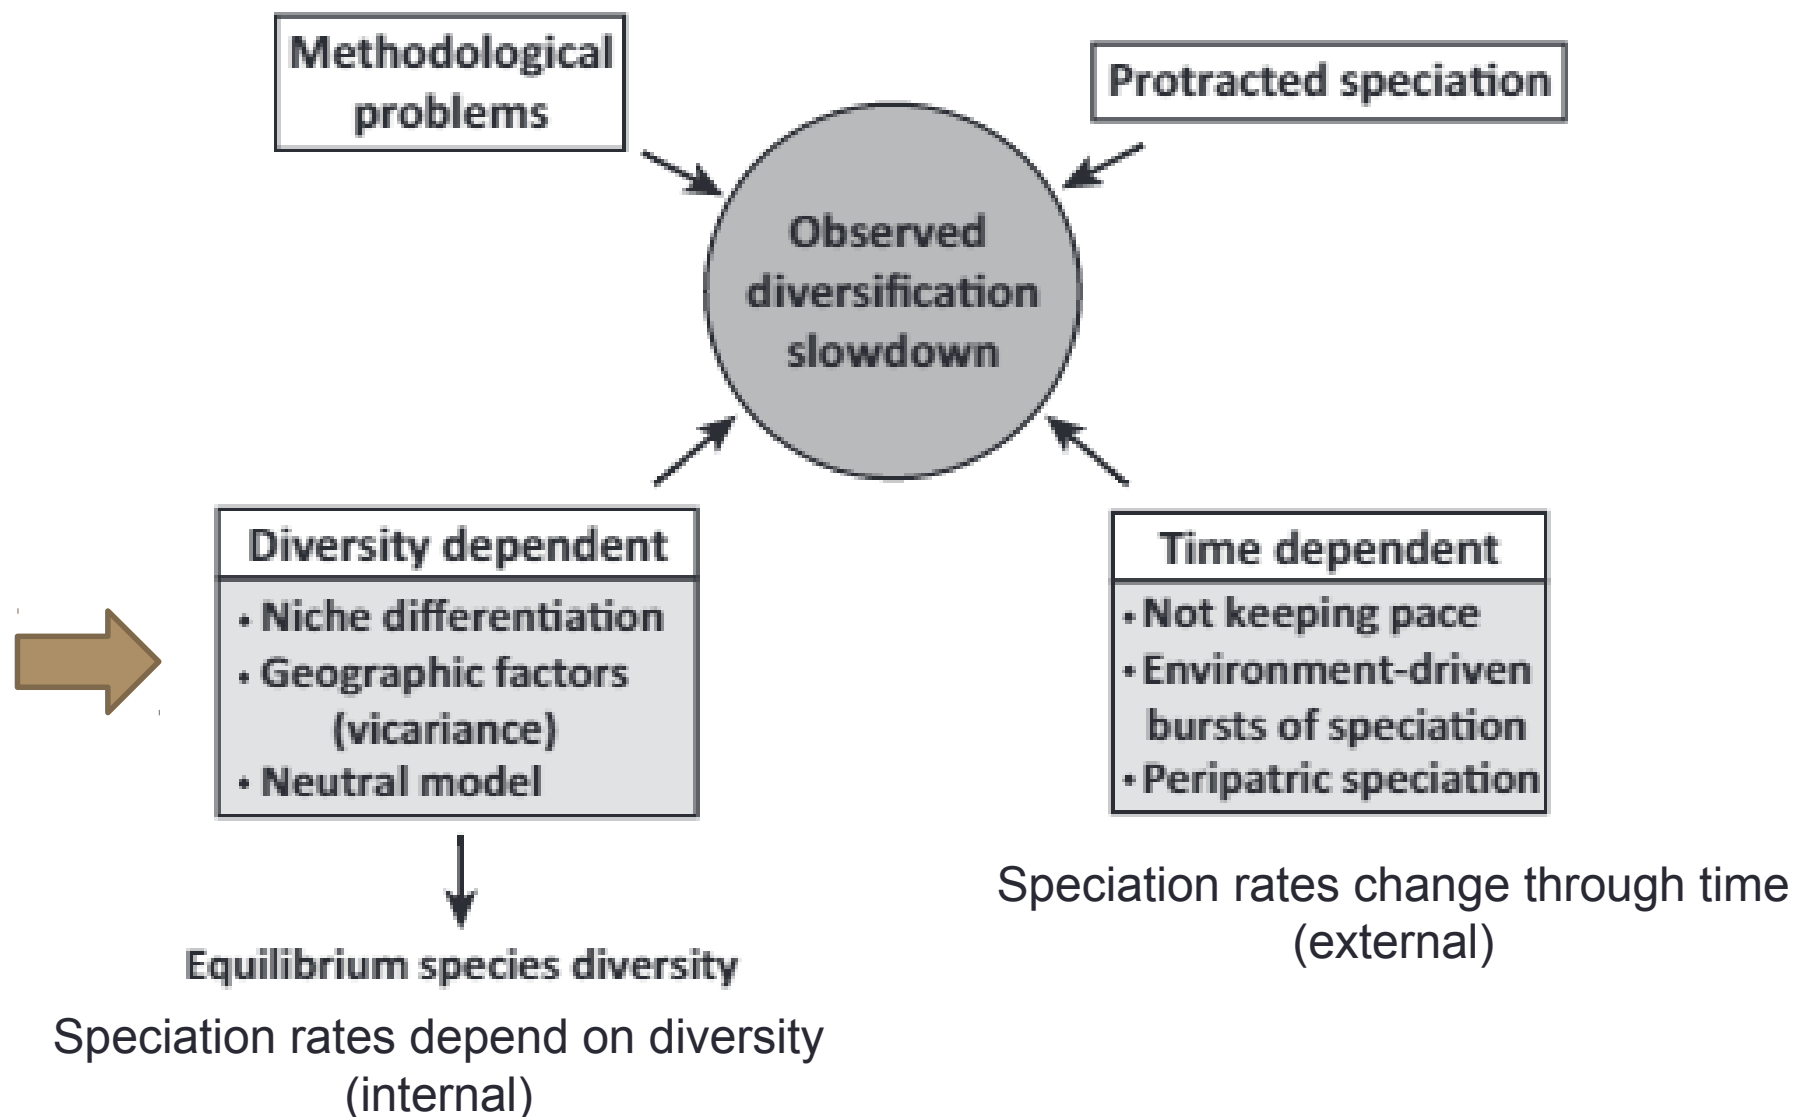 Methodological
problems
Protracted speciation
Observed
diversification
slowdown
Diversity dependent
• Niche differentiation
• Geographic factors
(vicariance)
• Neutral model
Time dependent
• Not keeping pace
• Environment-driven
bursts of speciation
• Peripatric speciation
Equilibrium species diversity
Speciation rates depend on diversity
(internal)
Speciation rates change through time
(external)